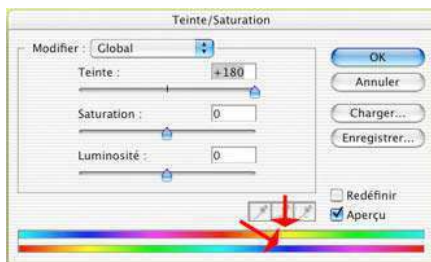 Teinte/Saturation
Modifier : Global
Teinte : +180
Saturation : 0
Luminosité : 0
OK
Annuler
Charger...
Enregistrer...
Redéfinir
Aperçu